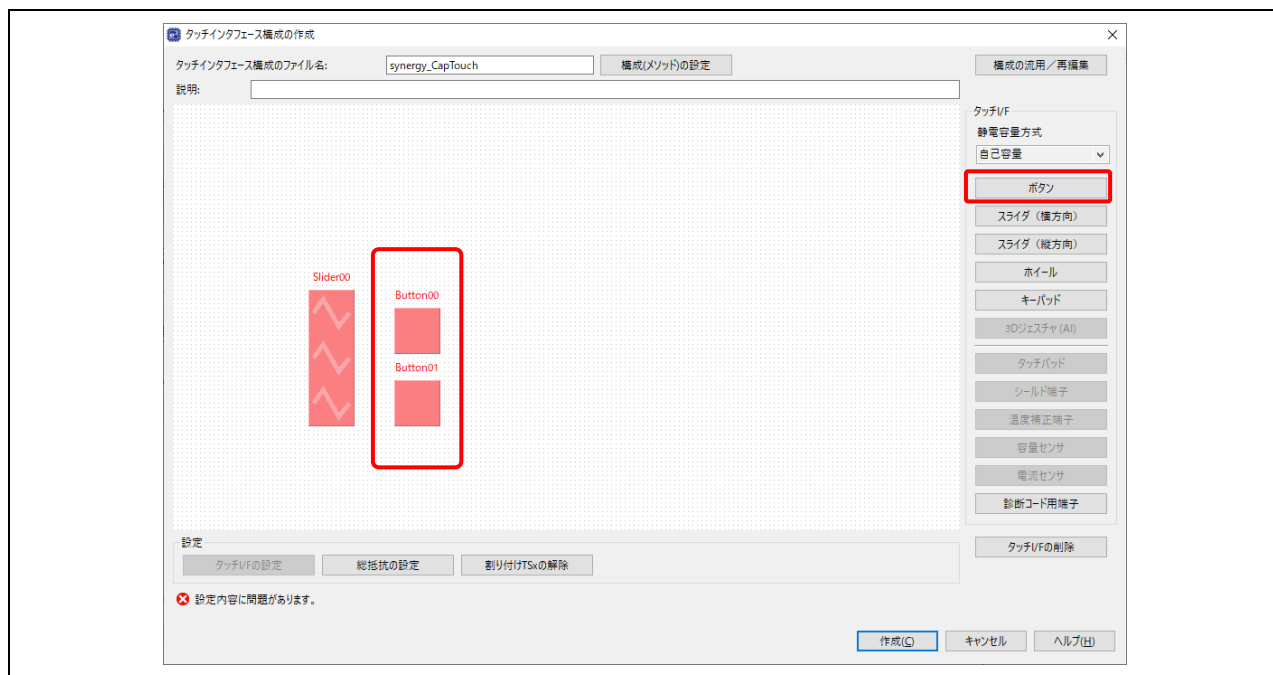 タッチインタフェース構成の作成
タッチインタフェース構成のファイル名: synergy_CapTouch 構成(メソッド)の設定 構成の流用/再編集
説明:
タッチI/F
静電容量方式
自己容量
ボタン
スライダ（横方向）
スライダ（縦方向）
ホイール
キーパッド
3Dジェスチャ(AI)
タッチパッド
シールド端子
温度補正端子
容量センサ
電流センサ
診断コード用端子
タッチI/Fの削除
Slider00
Button00
Button01
設定
タッチI/Fの設定 総抵抗の設定 割り付けTSxの解除
設定内容に問題があります。
作成(C) キャンセル ヘルプ(H)